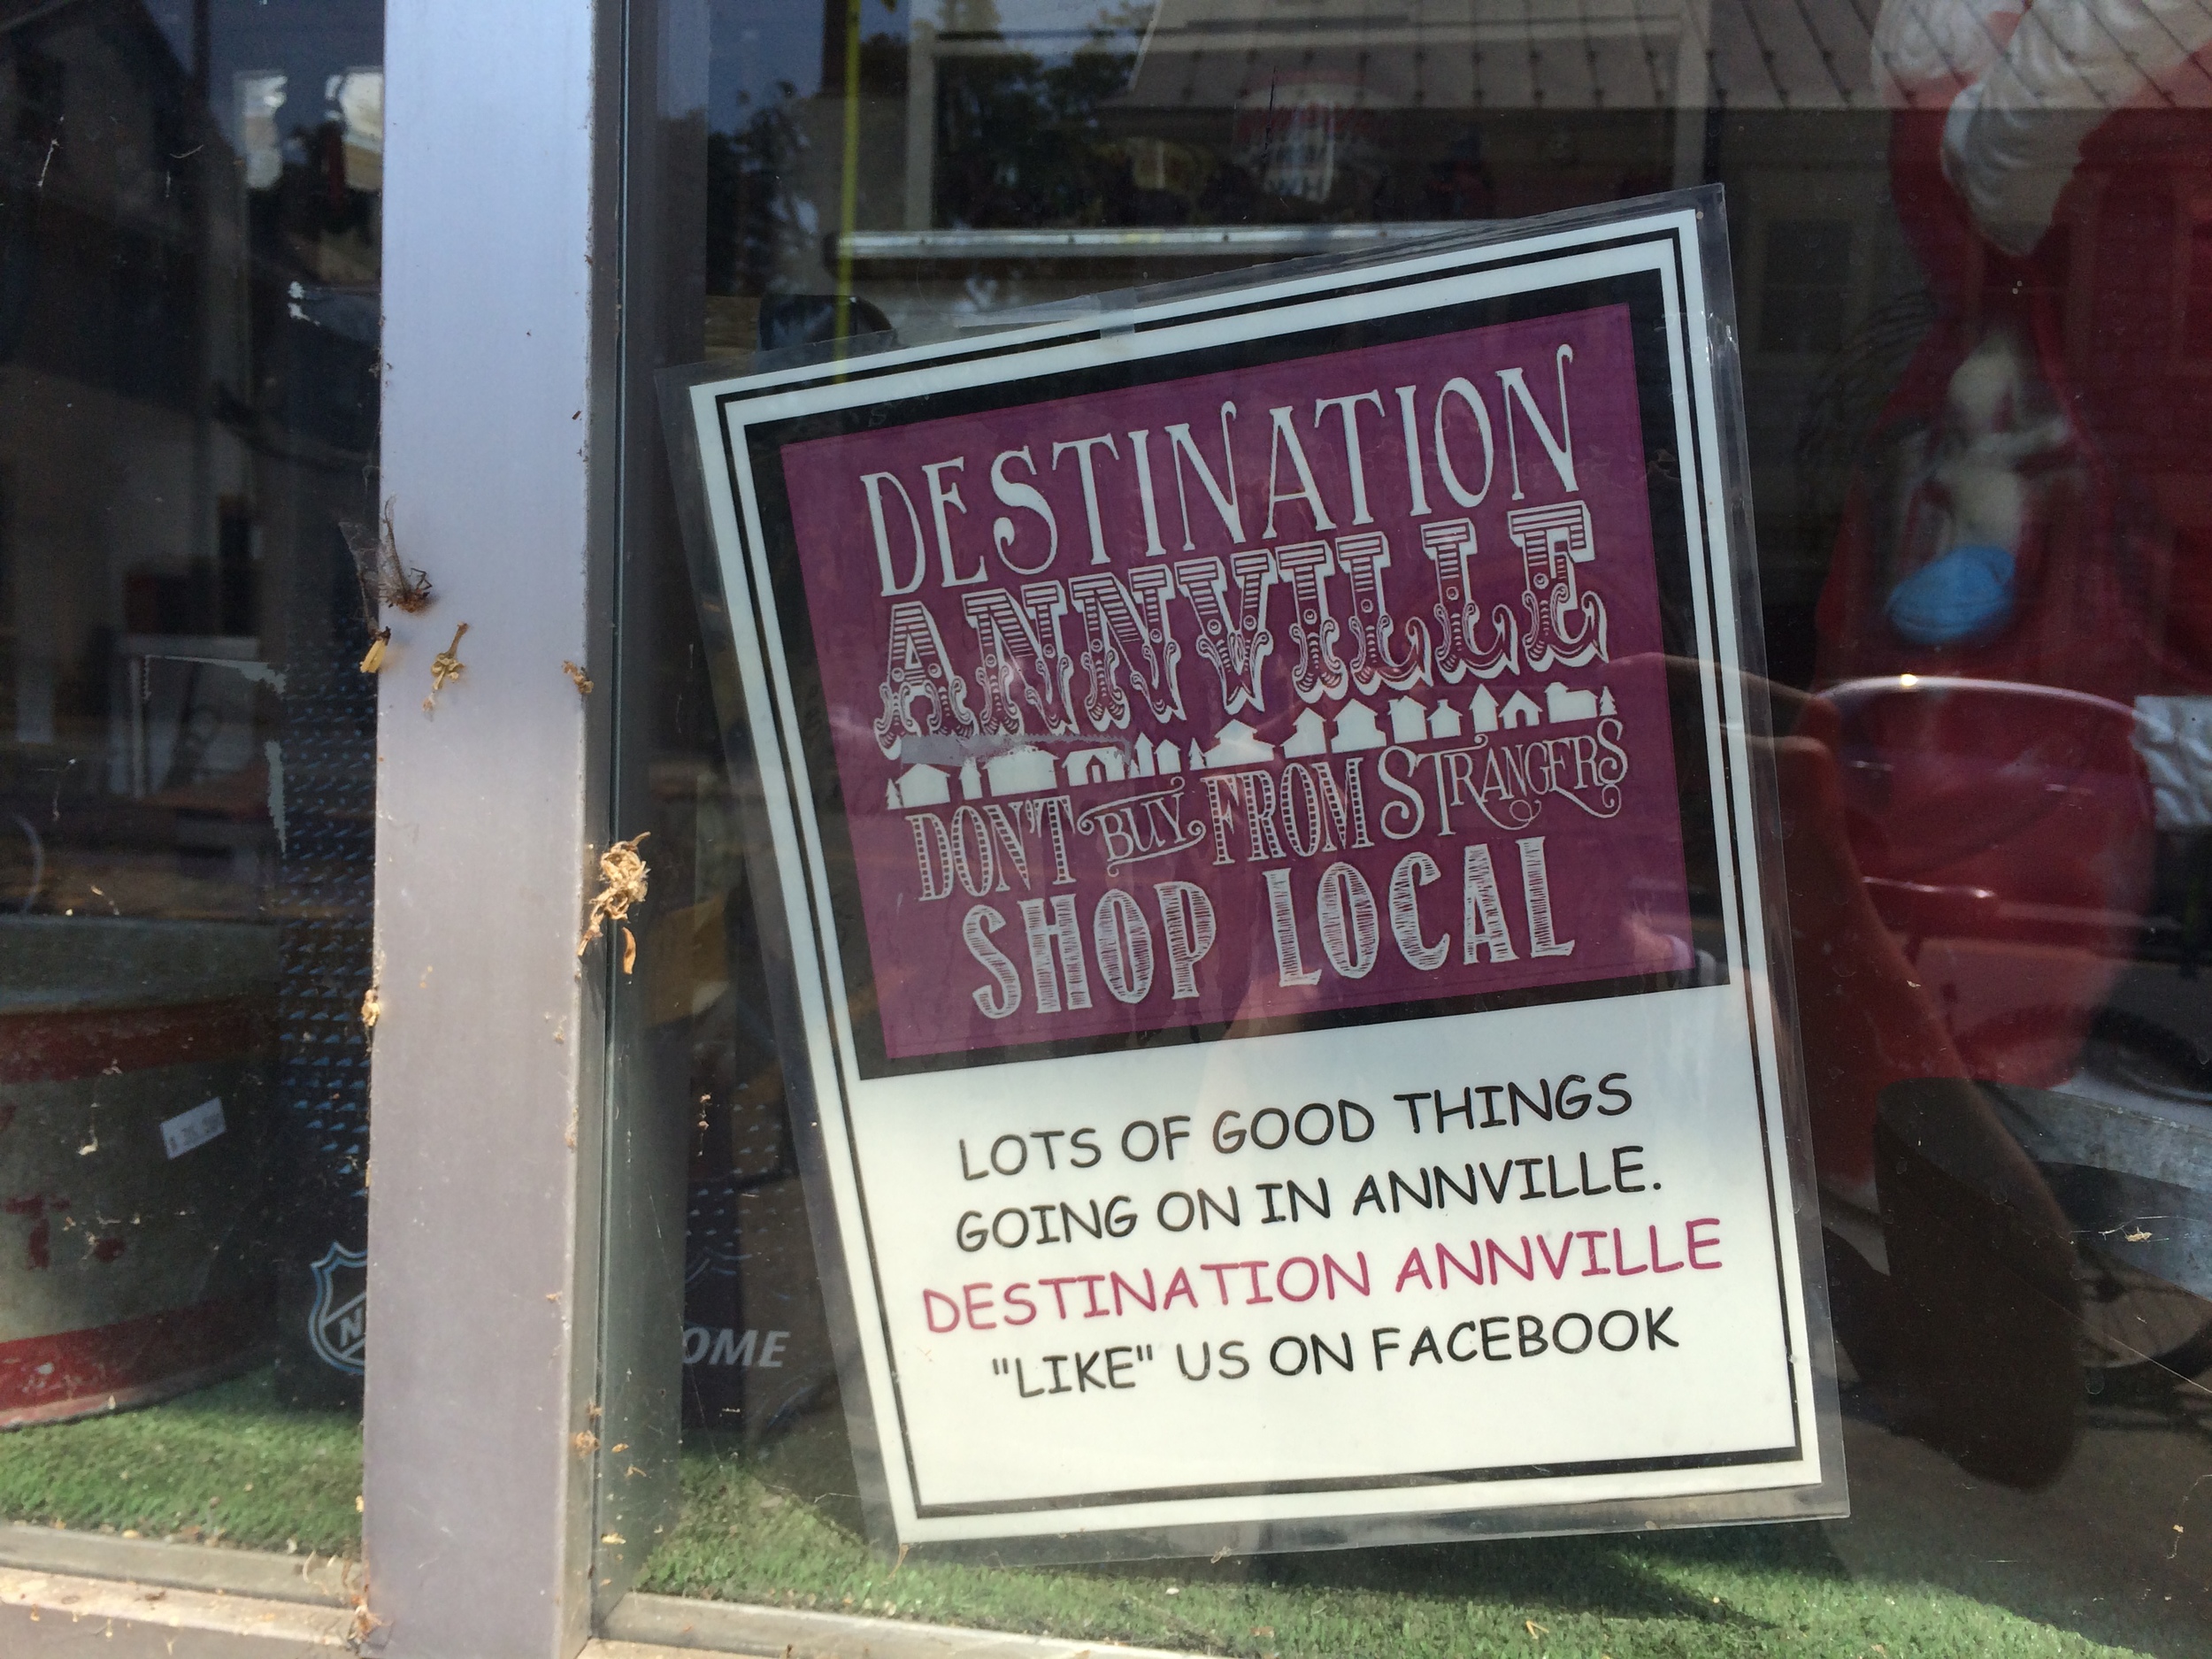 DESTINATION
ANNVILLE
DON'T BUY FROM STRANGERS
SHOP LOCAL
LOTS OF GOOD THINGS
GOING ON IN ANNVILLE.
DESTINATION ANNVILLE
"LIKE" US ON FACEBOOK